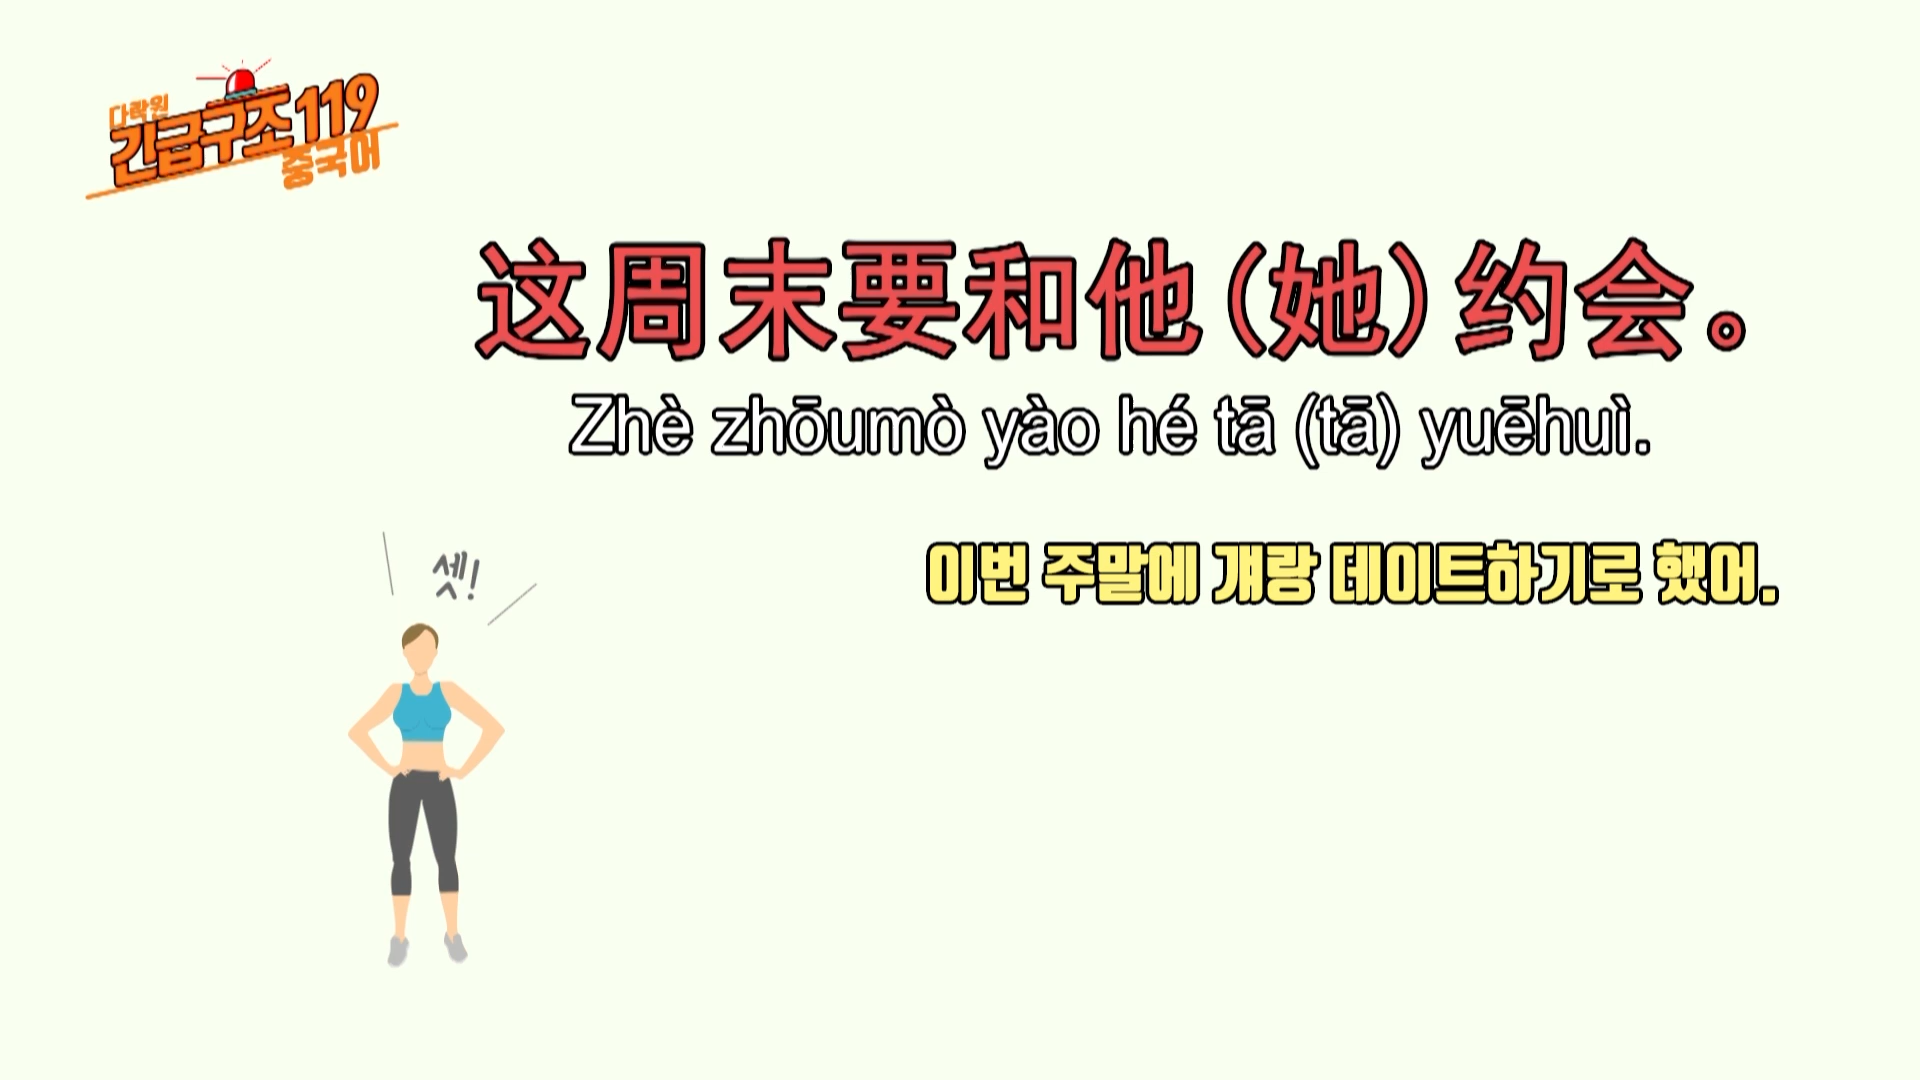 다락원
긴급구조119
중국어
这周末要和他(她)约会。
Zhè zhōumò yào hé tā (tā) yuēhuì.
이번 주말에 걔랑 데이트하기로 했어.
셋!